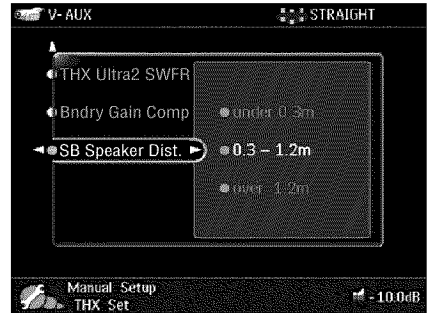 V-AUX
STRAIGHT
THX Ultra2 SWFR
Bndry Gain Comp
under 0.3m
SB Speaker Dist.
0.3 – 1.2m
over 1.2m
Manual Setup
THX Set
-10.0dB